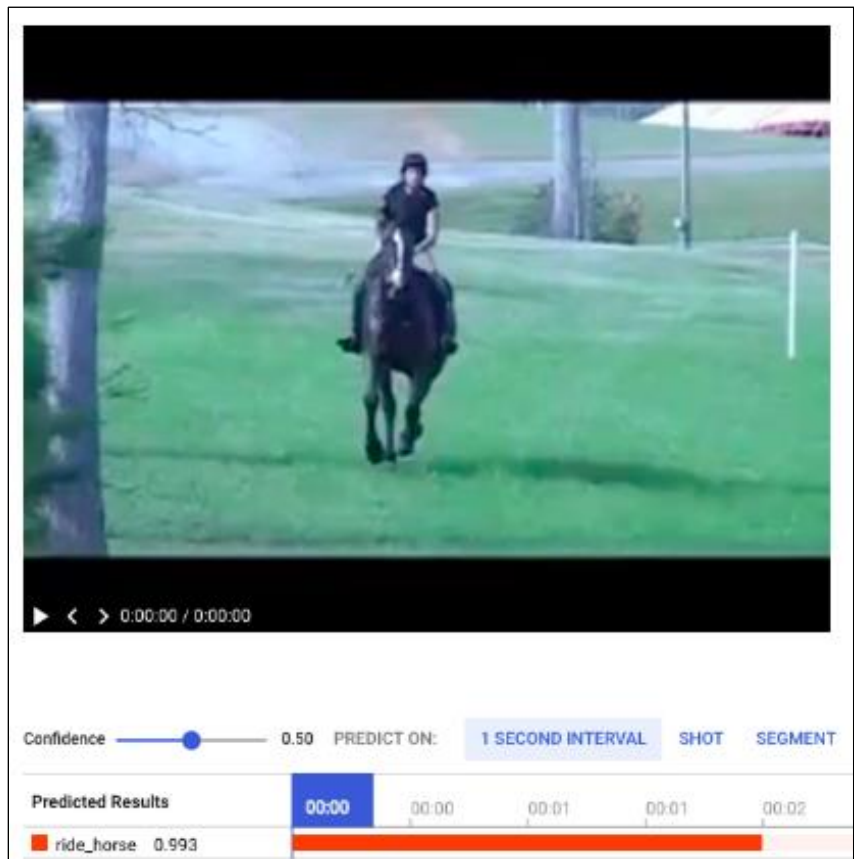 0:00:00 / 0:00:00
Confidence 0.50 PREDICT ON: 1 SECOND INTERVAL SHOT SEGMENT
Predicted Results 00:00 00:00 00:01 00:01 00:02
ride_horse 0.993